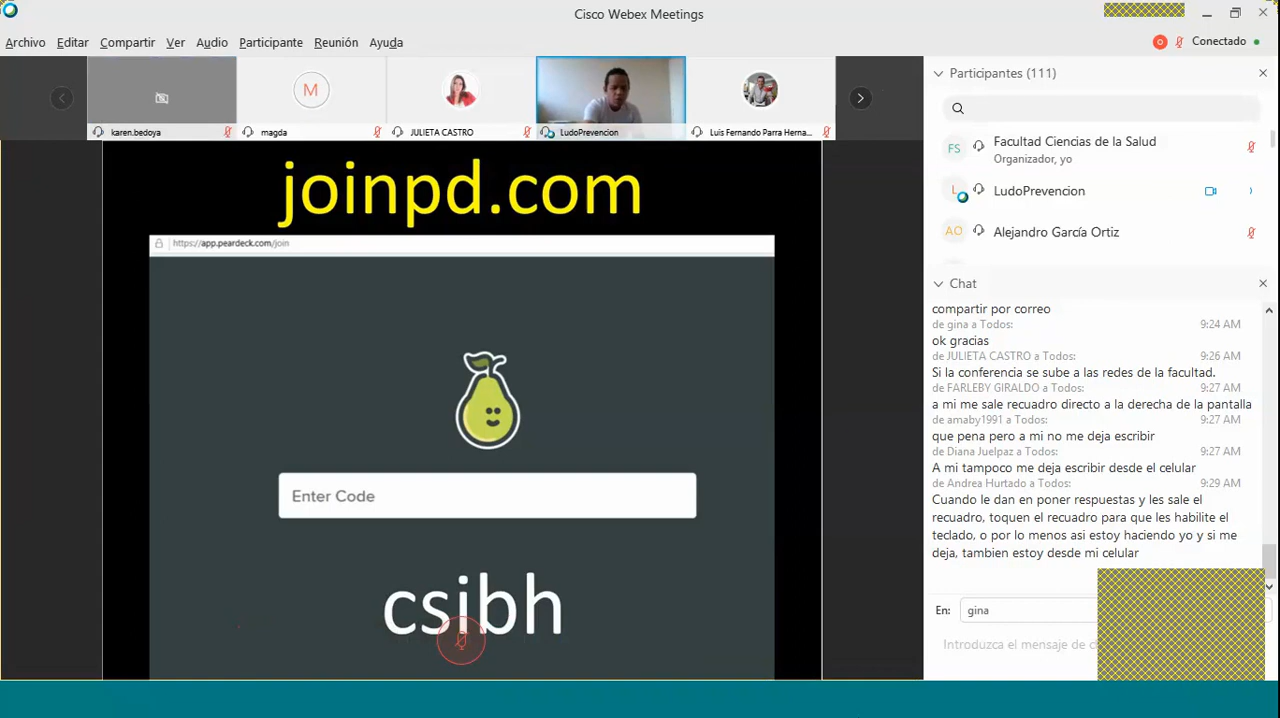 Cisco Webex Meetings
Archivo Editar Compartir Ver Audio Participante Reunión Ayuda
Conectado
M
karen.bedoya
magda
JULIETA CASTRO
LudoPrevencion
Luis Fernando Parra Herna...
joinpd.com
https://app.peardeck.com/join
Enter Code
csibh
Participantes (111)
FS
Facultad Ciencias de la Salud
Organizador, yo
L
LudoPrevencion
AO
Alejandro García Ortiz
Chat
compartir por correo
de gina a Todos: 9:24 AM
ok gracias
de JULIETA CASTRO a Todos: 9:26 AM
Si la conferencia se sube a las redes de la facultad.
de FARLEBY GIRALDO a Todos: 9:27 AM
a mi me sale recuadro directo a la derecha de la pantalla
de amaby1991 a Todos: 9:27 AM
que pena pero a mi no me deja escribir
de Diana Juelpaz a Todos: 9:27 AM
A mi tampoco me deja escribir desde el celular
de Andrea Hurtado a Todos: 9:29 AM
Cuando le dan en poner respuestas y les sale el
recuadro, toquen el recuadro para que les habilite el
teclado, o por lo menos asi estoy haciendo yo y si me
deja, tambien estoy desde mi celular
En: gina
Introduzca el mensaje de